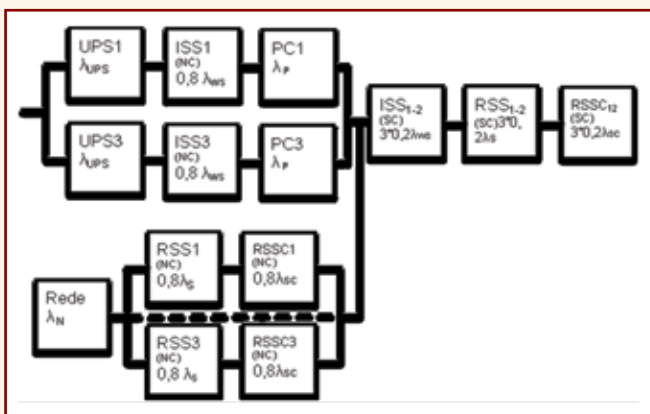 UPS1
λUPS
ISS1
(NC)
0,8 λws
PC1
λP
UPS3
λUPS
ISS3
(NC)
0,8 λws
PC3
λP
ISS1-2
(SC)
3*0,2λws
RSS1-2
(SC)3*0,
2λs
RSSC12
(SC)
3*0,2λsc
Rede
λN
RSS1
(NC)
0,8λs
RSSC1
(NC)
0,8λsc
RSS3
(NC)
0,8 λs
RSSC3
(NC)
0,8λsc